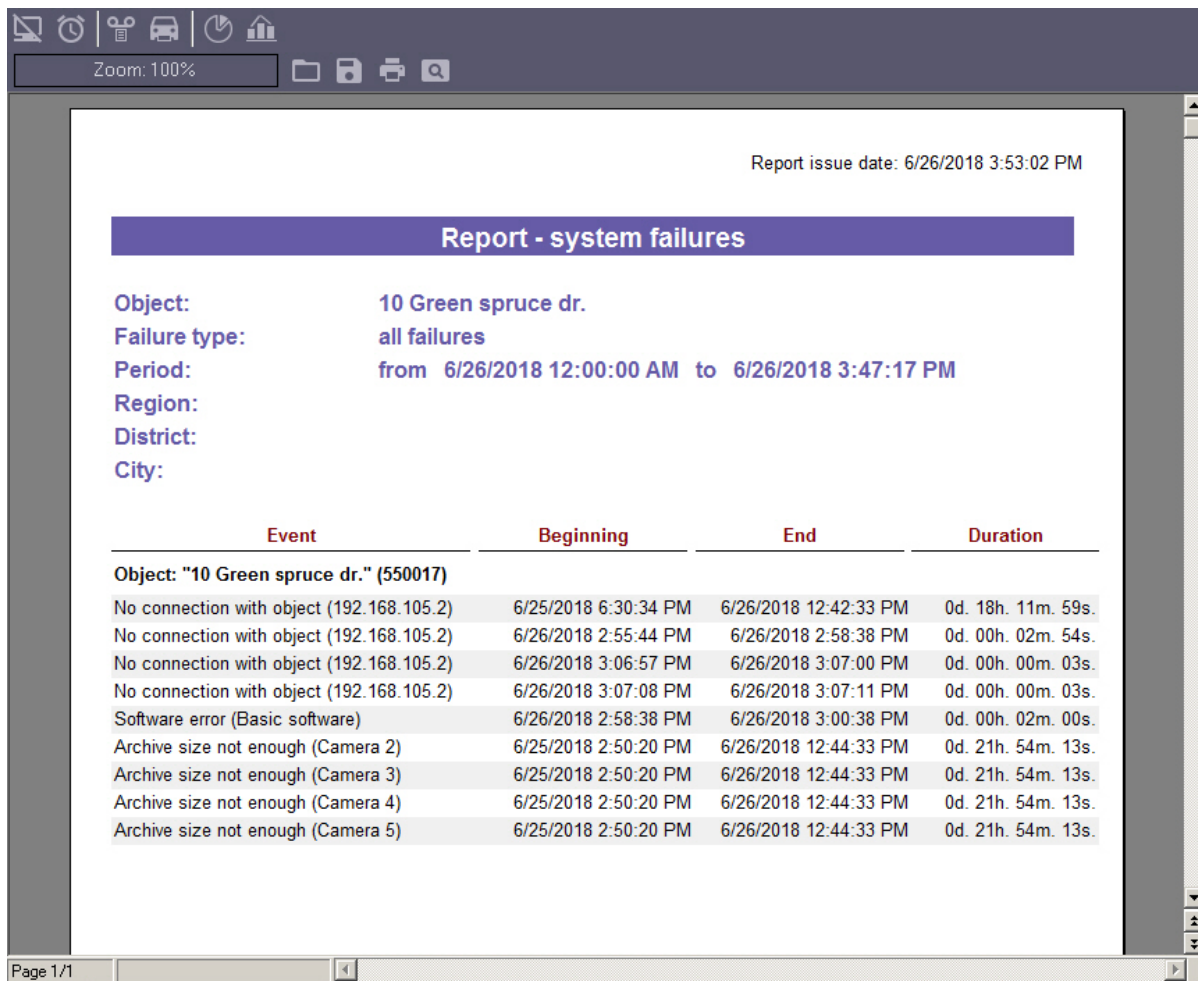 Zoom: 100%
Report issue date: 6/26/2018 3:53:02 PM
Report - system failures
Object: 10 Green spruce dr.
Failure type: all failures
Period: from 6/26/2018 12:00:00 AM to 6/26/2018 3:47:17 PM
Region:
District:
City:
Event Beginning End Duration
Object: "10 Green spruce dr." (550017)
No connection with object (192.168.105.2) 6/25/2018 6:30:34 PM 6/26/2018 12:42:33 PM 0d. 18h. 11m. 59s.
No connection with object (192.168.105.2) 6/26/2018 2:55:44 PM 6/26/2018 2:58:38 PM 0d. 00h. 02m. 54s.
No connection with object (192.168.105.2) 6/26/2018 3:06:57 PM 6/26/2018 3:07:00 PM 0d. 00h. 00m. 03s.
No connection with object (192.168.105.2) 6/26/2018 3:07:08 PM 6/26/2018 3:07:11 PM 0d. 00h. 00m. 03s.
Software error (Basic software) 6/26/2018 2:58:38 PM 6/26/2018 3:00:38 PM 0d. 00h. 02m. 00s.
Archive size not enough (Camera 2) 6/25/2018 2:50:20 PM 6/26/2018 12:44:33 PM 0d. 21h. 54m. 13s.
Archive size not enough (Camera 3) 6/25/2018 2:50:20 PM 6/26/2018 12:44:33 PM 0d. 21h. 54m. 13s.
Archive size not enough (Camera 4) 6/25/2018 2:50:20 PM 6/26/2018 12:44:33 PM 0d. 21h. 54m. 13s.
Archive size not enough (Camera 5) 6/25/2018 2:50:20 PM 6/26/2018 12:44:33 PM 0d. 21h. 54m. 13s.
Page 1/1